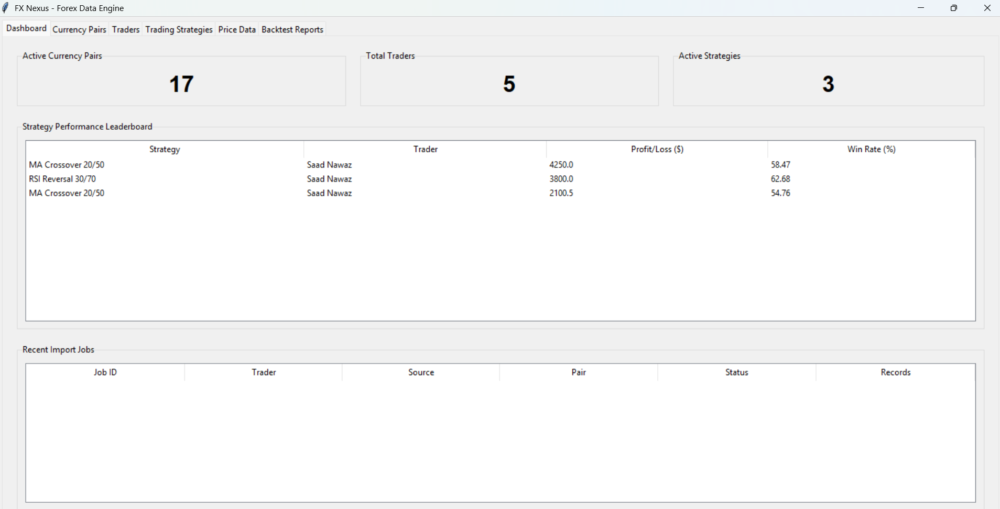 FX Nexus - Forex Data Engine
Dashboard Currency Pairs Traders Trading Strategies Price Data Backtest Reports
Active Currency Pairs Total Traders Active Strategies
17 5 3
Strategy Performance Leaderboard
Strategy Trader Profit/Loss ($) Win Rate (%)
MA Crossover 20/50 Saad Nawaz 4250.0 58.47
RSI Reversal 30/70 Saad Nawaz 3800.0 62.68
MA Crossover 20/50 Saad Nawaz 2100.5 54.76
Recent Import Jobs
Job ID Trader Source Pair Status Records